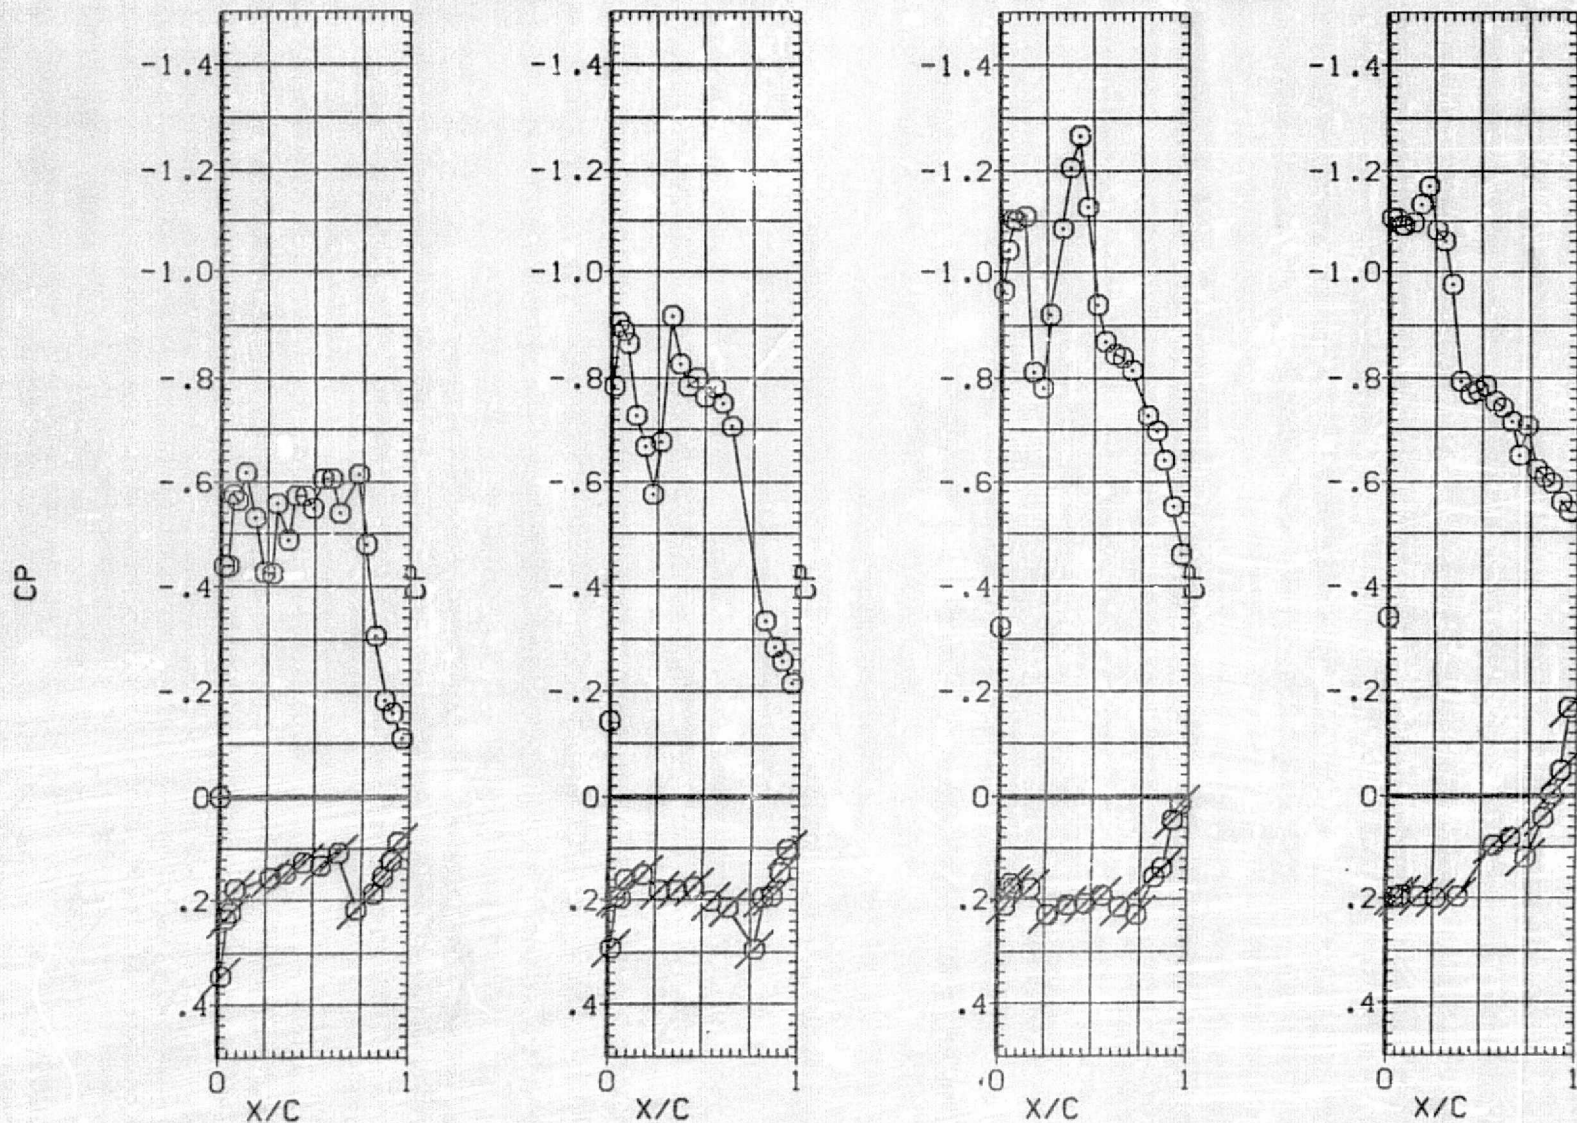 -1.4 -1.4 -1.4 -1.4
-1.2 -1.2 -1.2 -1.2
-1.0 -1.0 -1.0 -1.0
-.8 -.8 -.8 -.8
-.6 -.6 -.6 -.6
CP -.4 CP -.4 CP -.4 CP -.4
-.2 -.2 -.2 -.2
0 0 0 0
.2 .2 .2 .2
.4 .4 .4 .4
0 1 0 1 0 1 0 1
X/C X/C X/C X/C